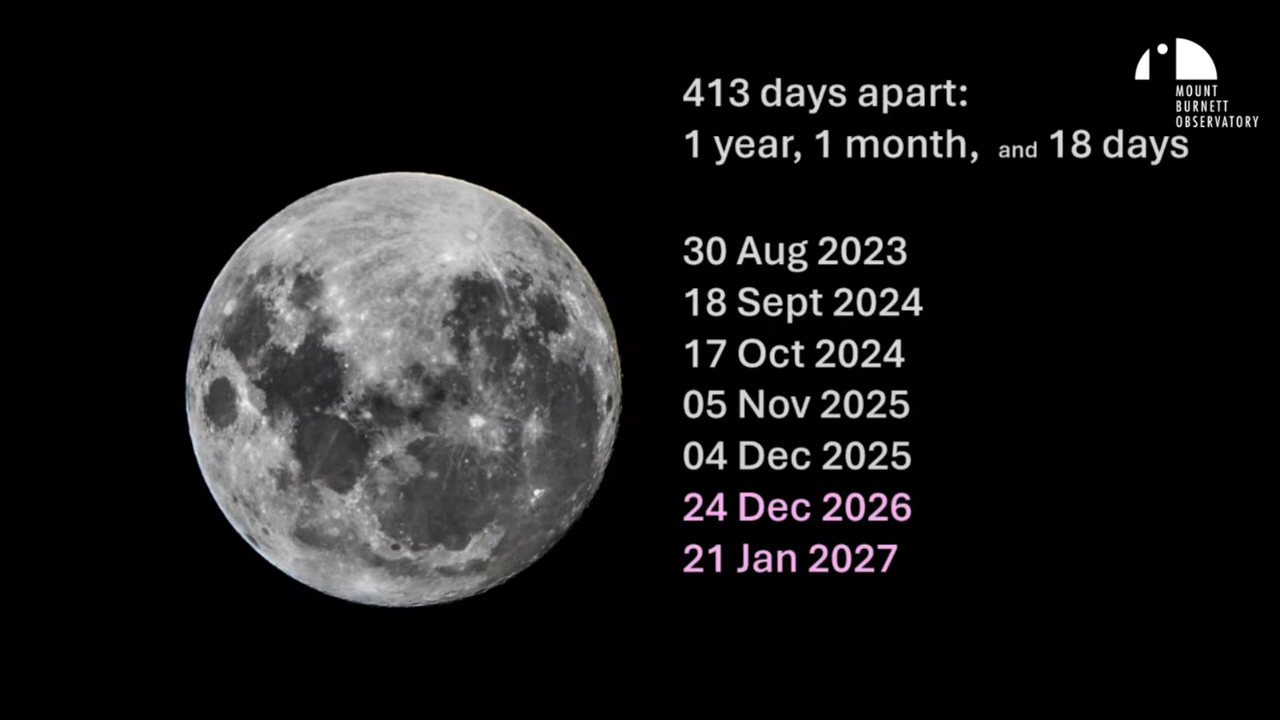 413 days apart:
1 year, 1 month, and 18 days
30 Aug 2023
18 Sept 2024
17 Oct 2024
05 Nov 2025
04 Dec 2025
24 Dec 2026
21 Jan 2027
MOUNT
BURNETT
OBSERVATORY